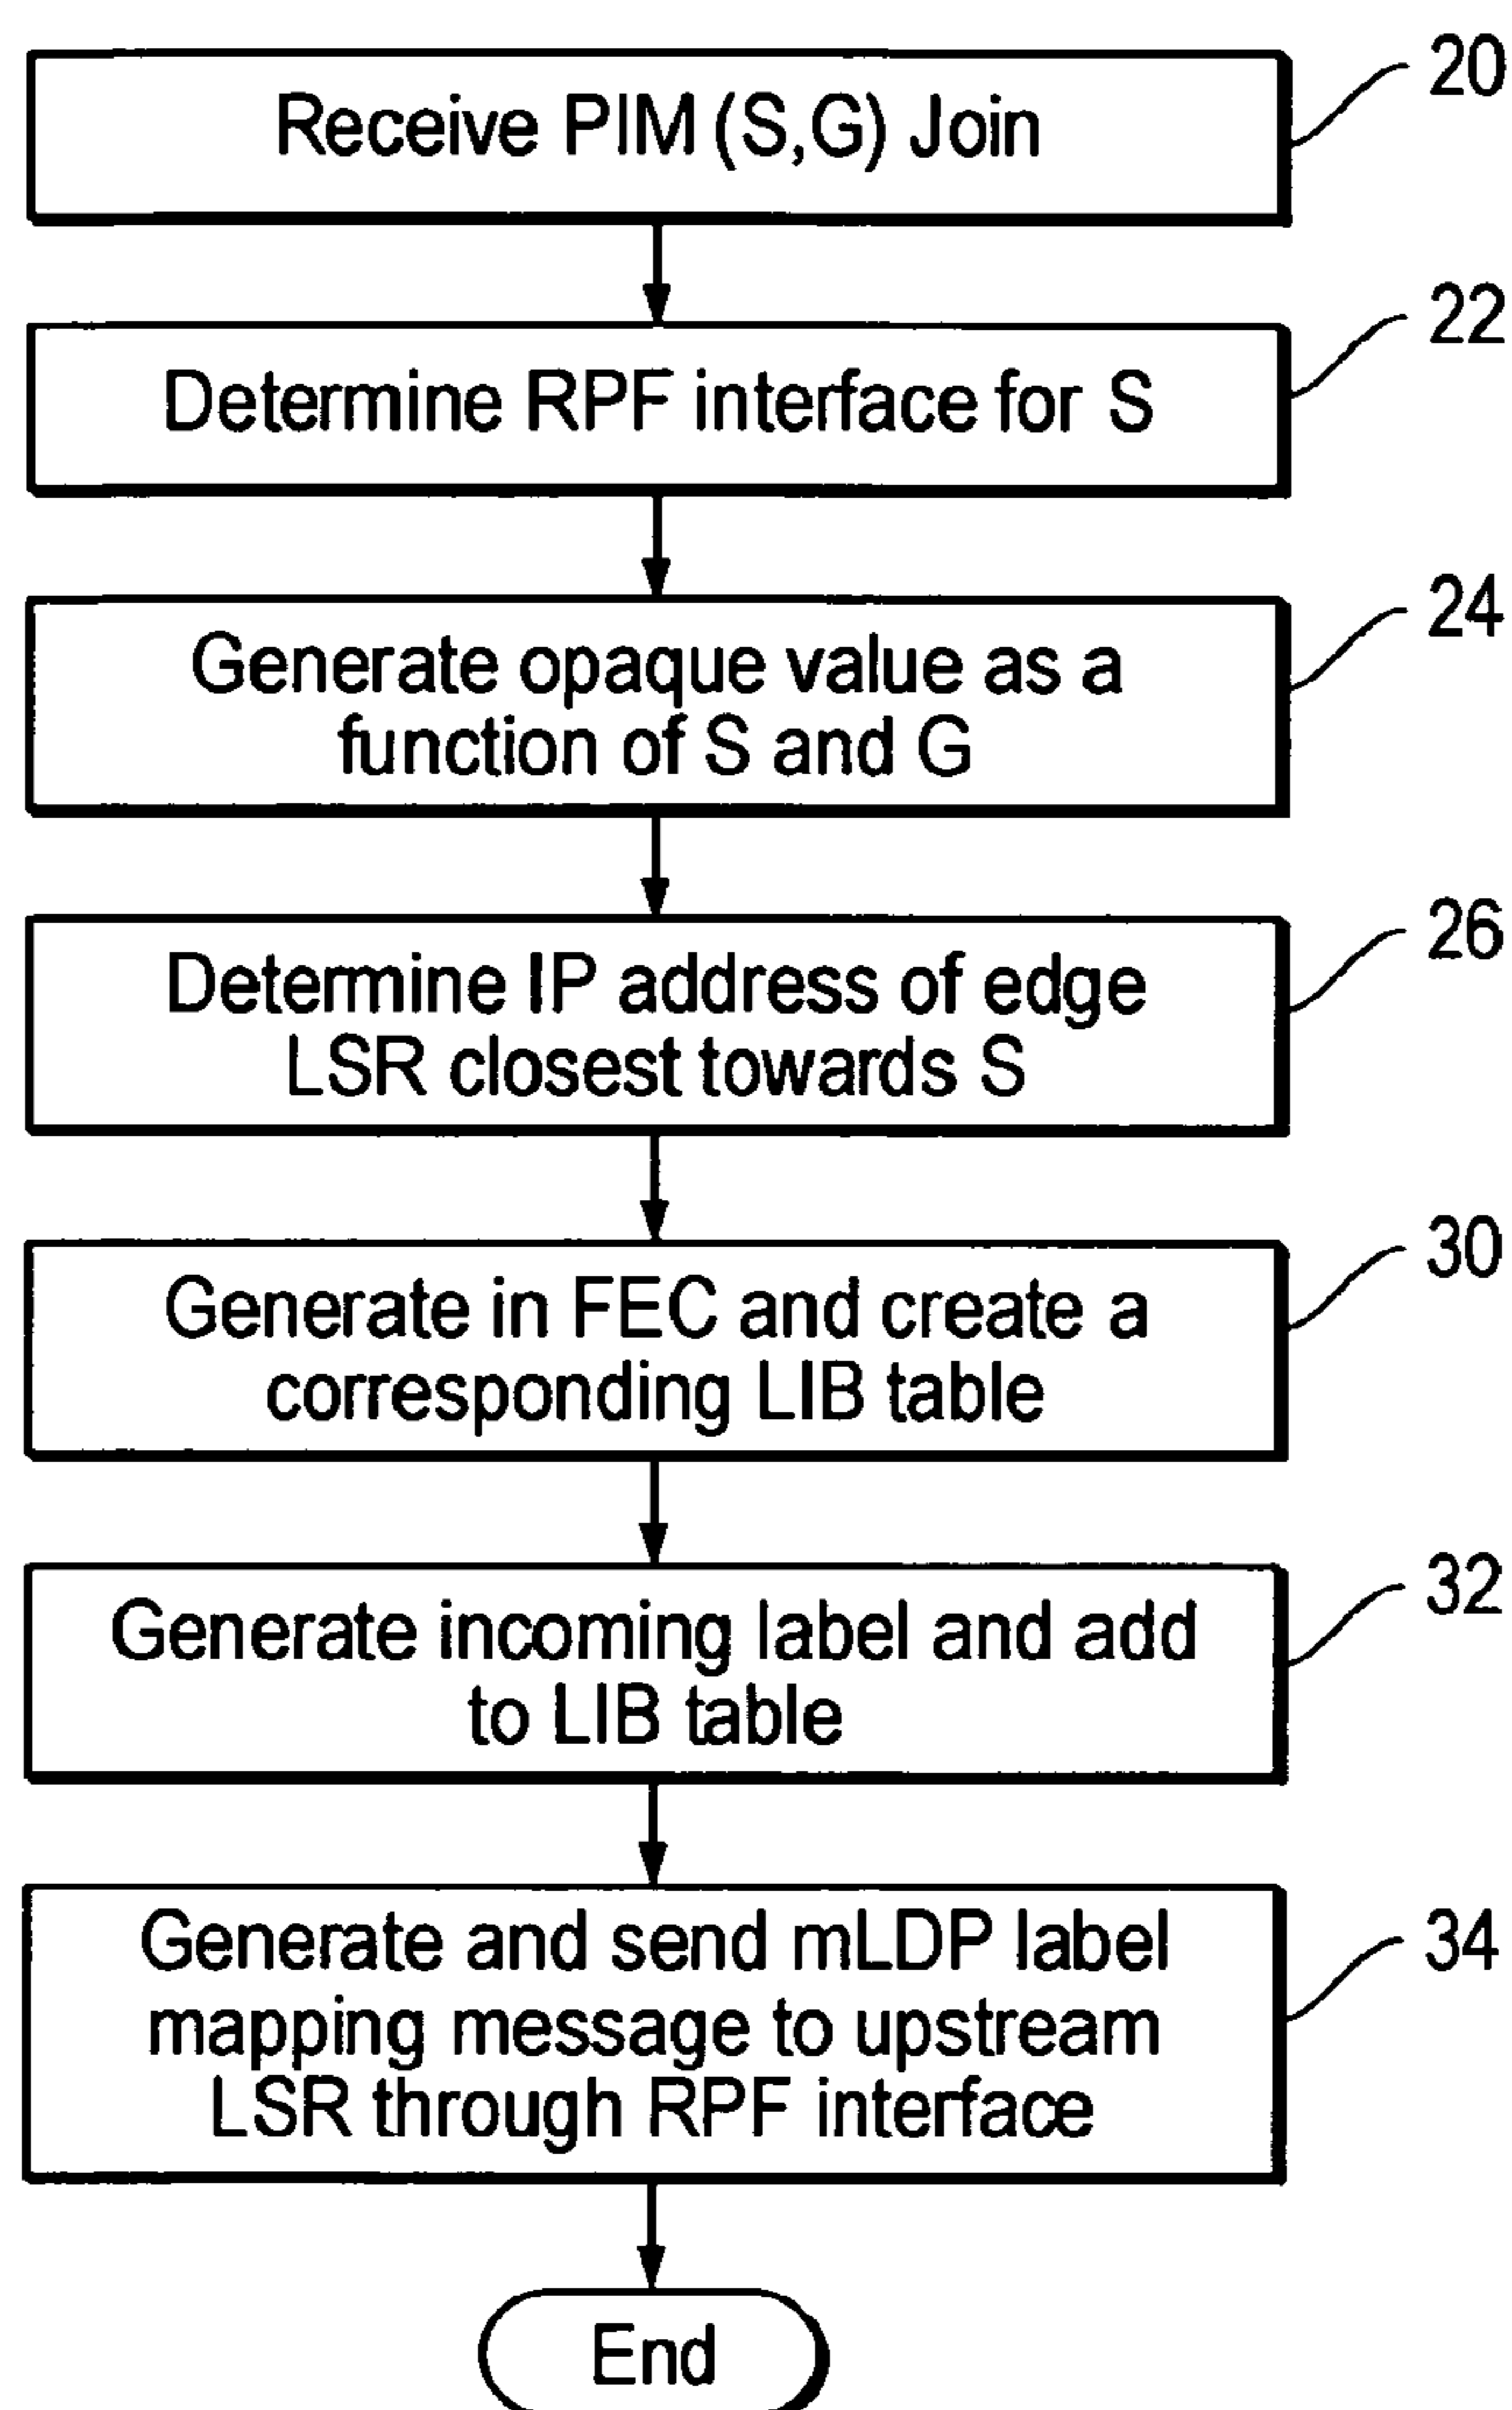 Receive PIM (S,G) Join
20
Determine RPF interface for S
22
Generate opaque value as a
function of S and G
24
Determine IP address of edge
LSR closest towards S
26
Generate in FEC and create a
corresponding LIB table
30
Generate incoming label and add
to LIB table
32
Generate and send mLDP label
mapping message to upstream
LSR through RPF interface
34
End